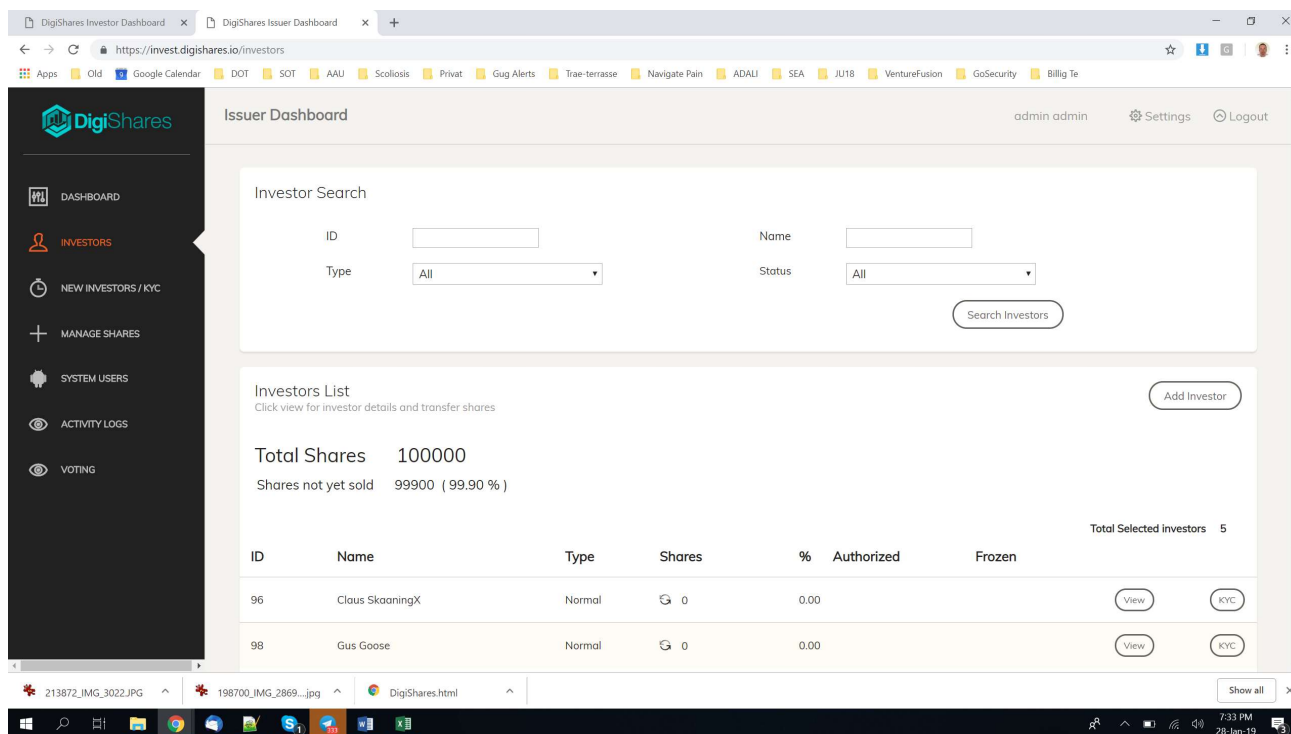 DigiShares Investor Dashboard
DigiShares Issuer Dashboard
https://invest.digishares.io/investors
Apps Old Google Calendar DOT SOT AAU Scoliosis Privat Gug Alerts Trae-terrasse Navigate Pain ADALI SEA JU18 VentureFusion GoSecurity Billig Te
DigiShares
Issuer Dashboard
admin admin Settings Logout
DASHBOARD
INVESTORS
NEW INVESTORS / KYC
MANAGE SHARES
SYSTEM USERS
ACTIVITY LOGS
VOTING
Investor Search
ID Name
Type All Status All
Search Investors
Investors List
Click view for investor details and transfer shares
Add Investor
Total Shares 100000
Shares not yet sold 99900 ( 99.90 % )
Total Selected investors 5
ID Name Type Shares % Authorized Frozen
96 Claus SkaaningX Normal 0 0.00 View KYC
98 Gus Goose Normal 0 0.00 View KYC
213872_IMG_3022.JPG 198700_IMG_2869....jpg DigiShares.html Show all
7:33 PM
28-Jan-19